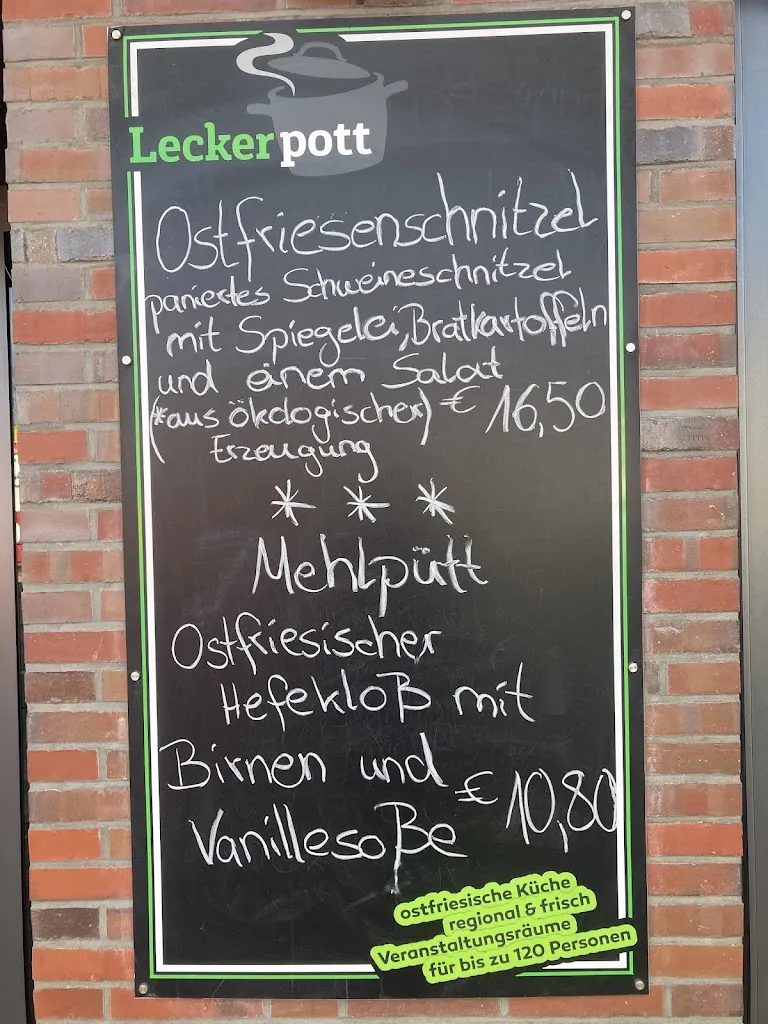 Leckerpott
Ostfriesenschnitzel
paniertes Schweineschnitzel
mit Spiegelei, Bratkartoffeln
und einem Salat
(*aus ökologischer) € 16,50
Erzeugung
* * *
Mehlpütt
Ostfriesischer
Hefekloß mit
Birnen und
Vanillesoße € 10,80
ostfriesische Küche
regional & frisch
Veranstaltungsräume
für bis zu 120 Personen